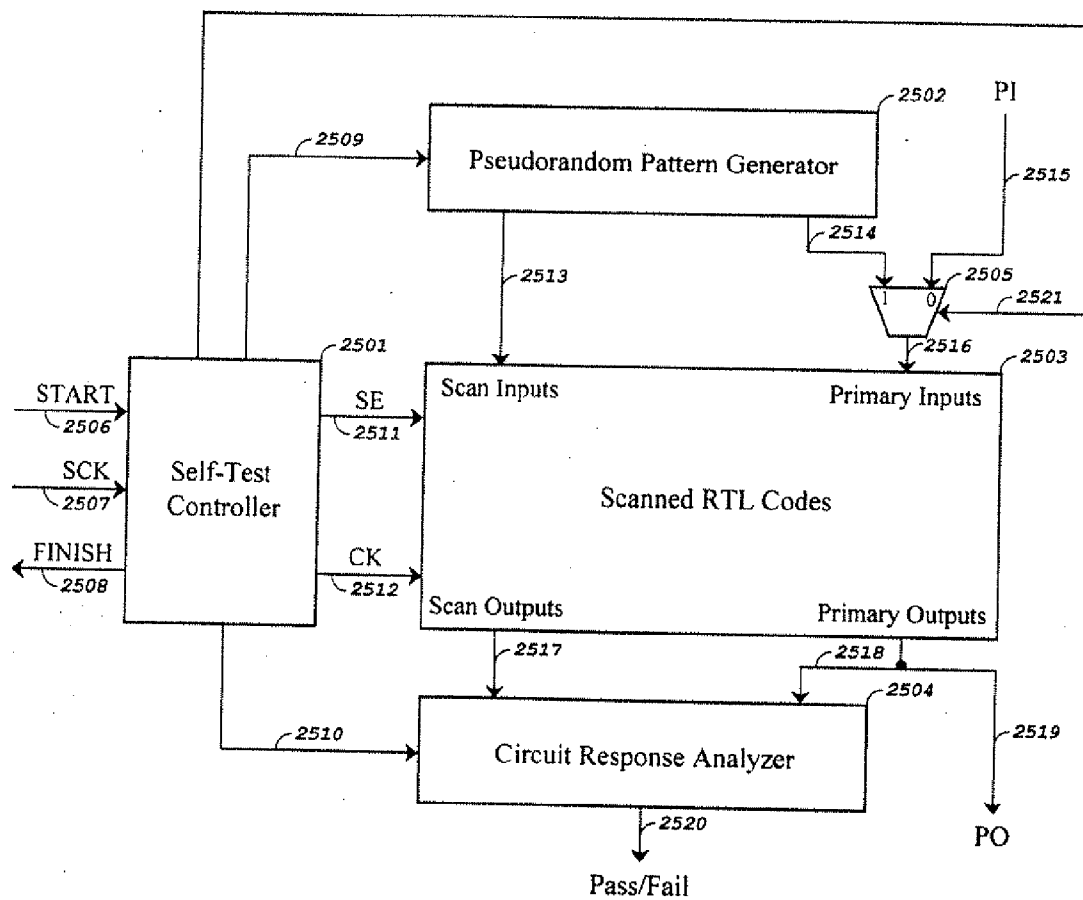 2502
PI
2509
Pseudorandom Pattern Generator
2515
2514
2513
2505
1 0
2521
2501
2516
2503
START
2506
SE
2511
Scan Inputs
Primary Inputs
SCK
2507
Self-Test
Controller
Scanned RTL Codes
FINISH
2508
CK
2512
Scan Outputs
Primary Outputs
2517
2518
2504
2510
Circuit Response Analyzer
2519
2520
PO
Pass/Fail